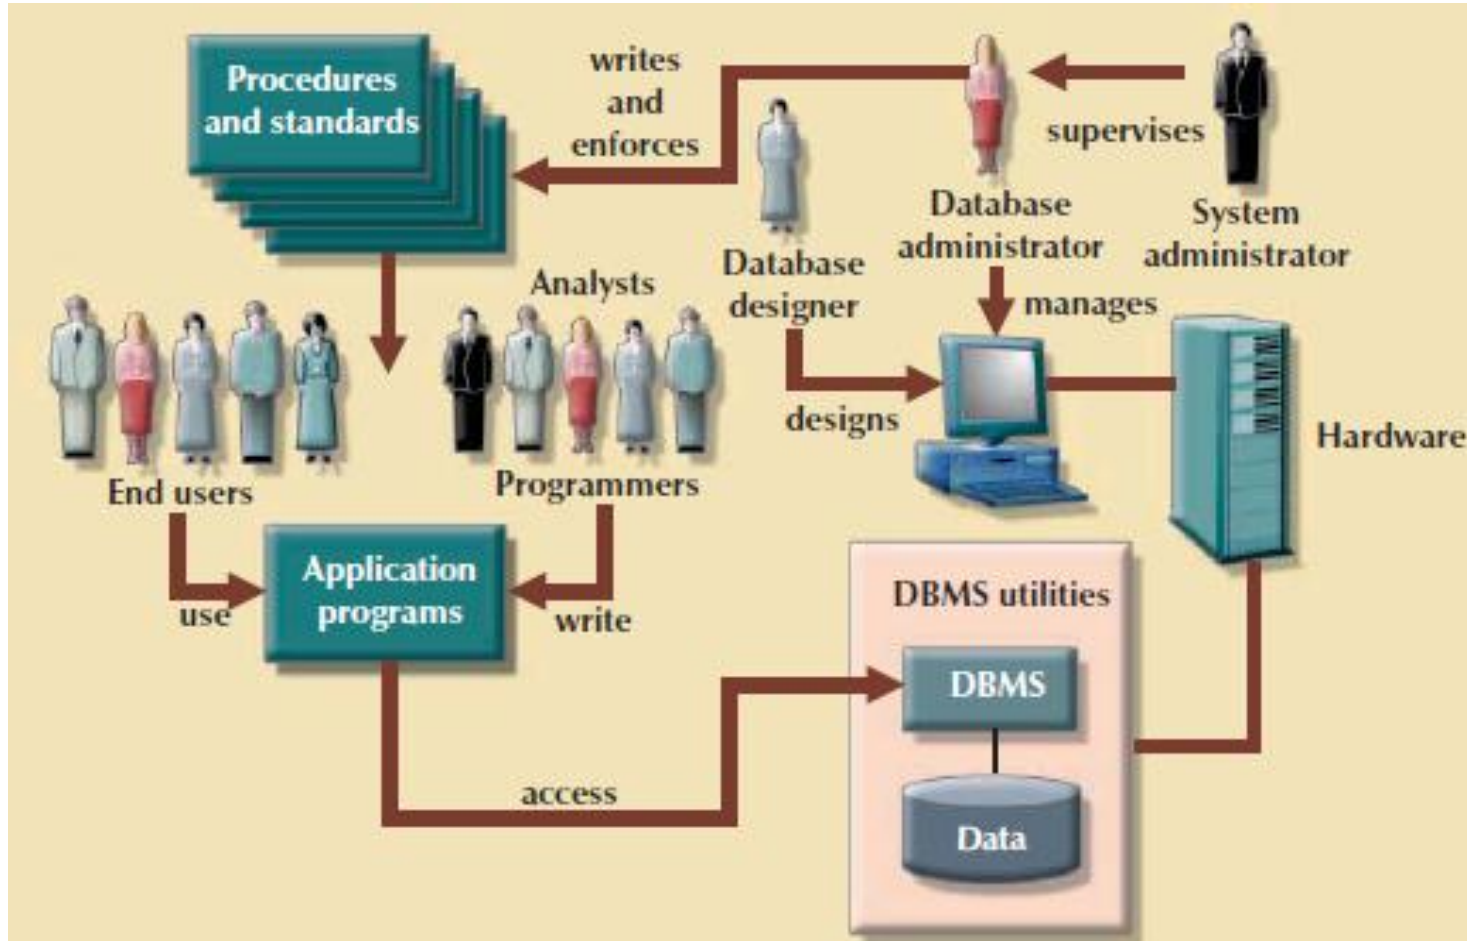 Procedures
and standards
writes
and
enforces
supervises
Database
administrator
System
administrator
Database
designer
manages
Analysts
designs
Hardware
End users
Programmers
Application
programs
use
write
DBMS utilities
DBMS
access
Data